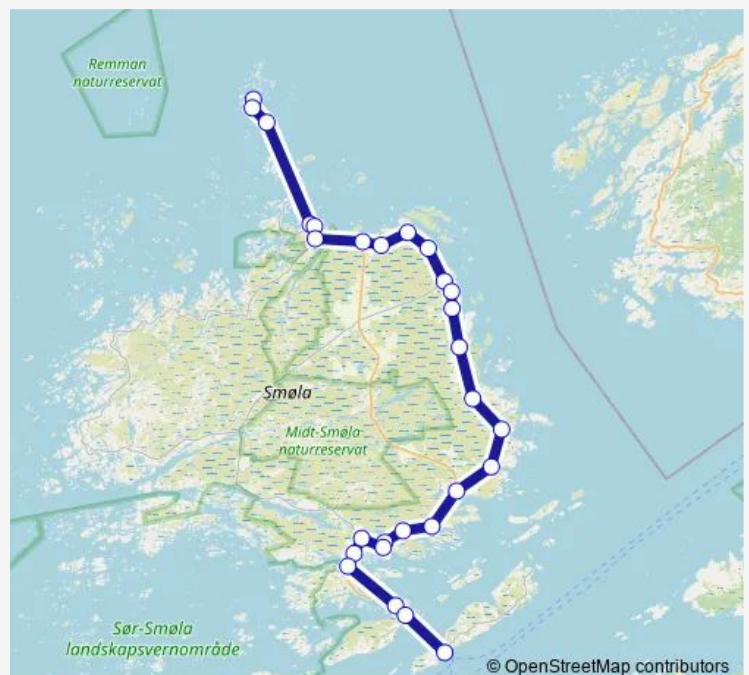 Remman
naturreservat
Smøla
Midt-Smøla
naturreservat
Sør-Smøla
landskapsvernområde
© OpenStreetMap contributors